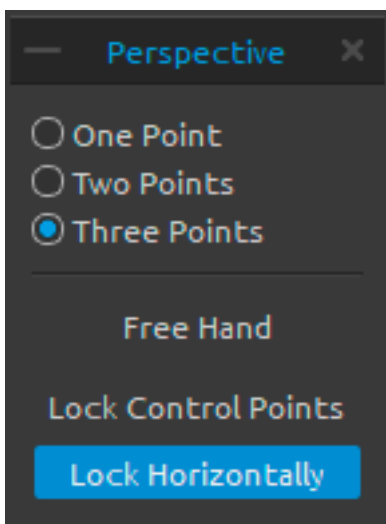 Perspective
One Point
Two Points
Three Points
Free Hand
Lock Control Points
Lock Horizontally